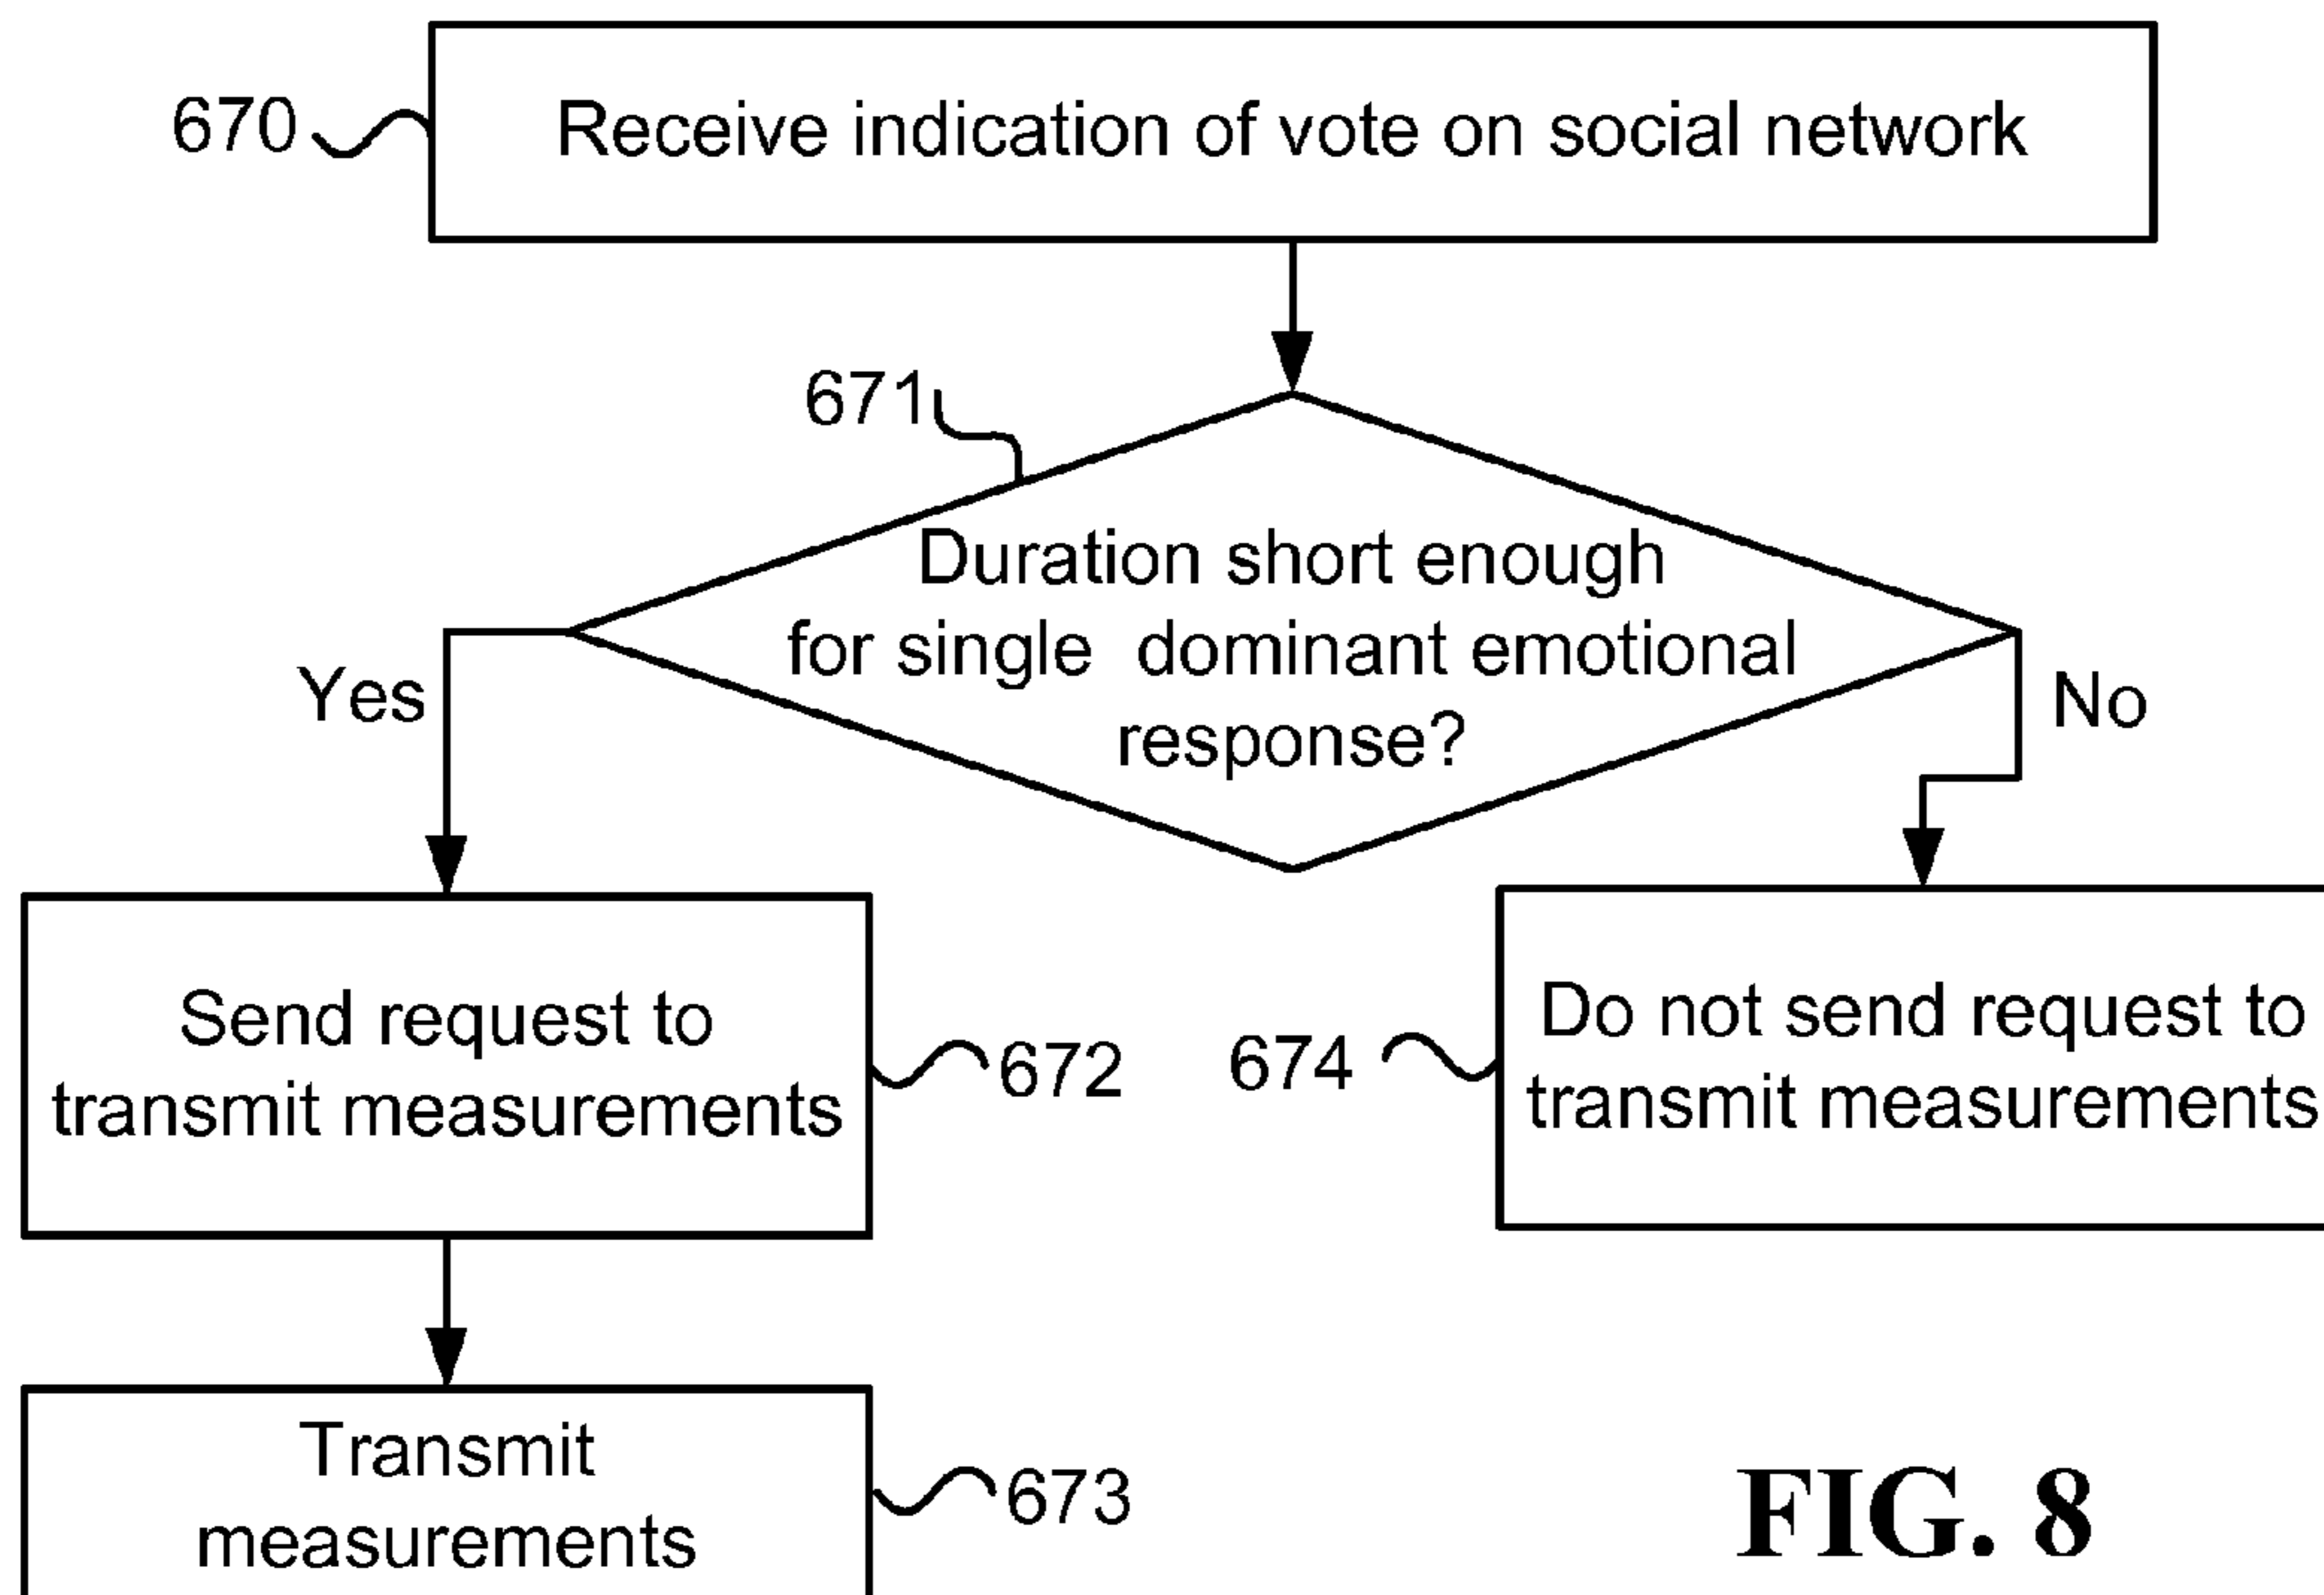 670
Receive indication of vote on social network
671
Duration short enough
for single dominant emotional
response?
Yes
No
Send request to
transmit measurements
672
674
Do not send request to
transmit measurements
Transmit
measurements
673
FIG. 8